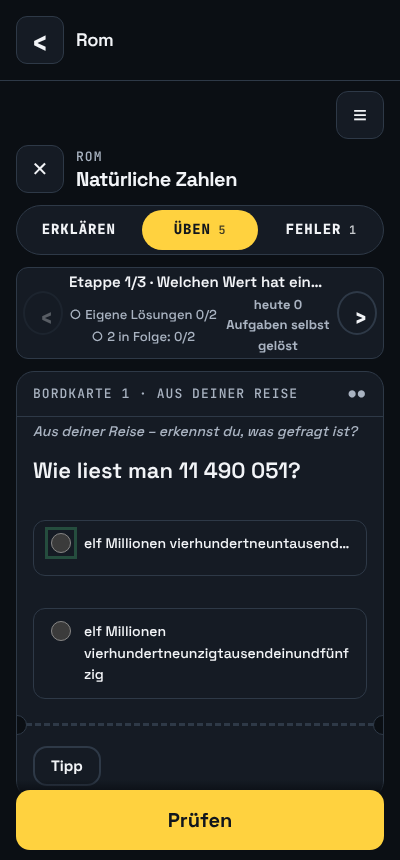 < Rom
≡
✕
ROM
Natürliche Zahlen
ERKLÄREN ÜBEN 5 FEHLER 1
Etappe 1/3 · Welchen Wert hat ein…
Eigene Lösungen 0/2
2 in Folge: 0/2
heute 0
Aufgaben selbst
gelöst
< >
BORDKARTE 1 · AUS DEINER REISE
Aus deiner Reise – erkennst du, was gefragt ist?
Wie liest man 11 490 051?
elf Millionen vierhundertneuntausend…
elf Millionen
vierhundertneunzigtausendeinundfünf
zig
Tipp
Prüfen